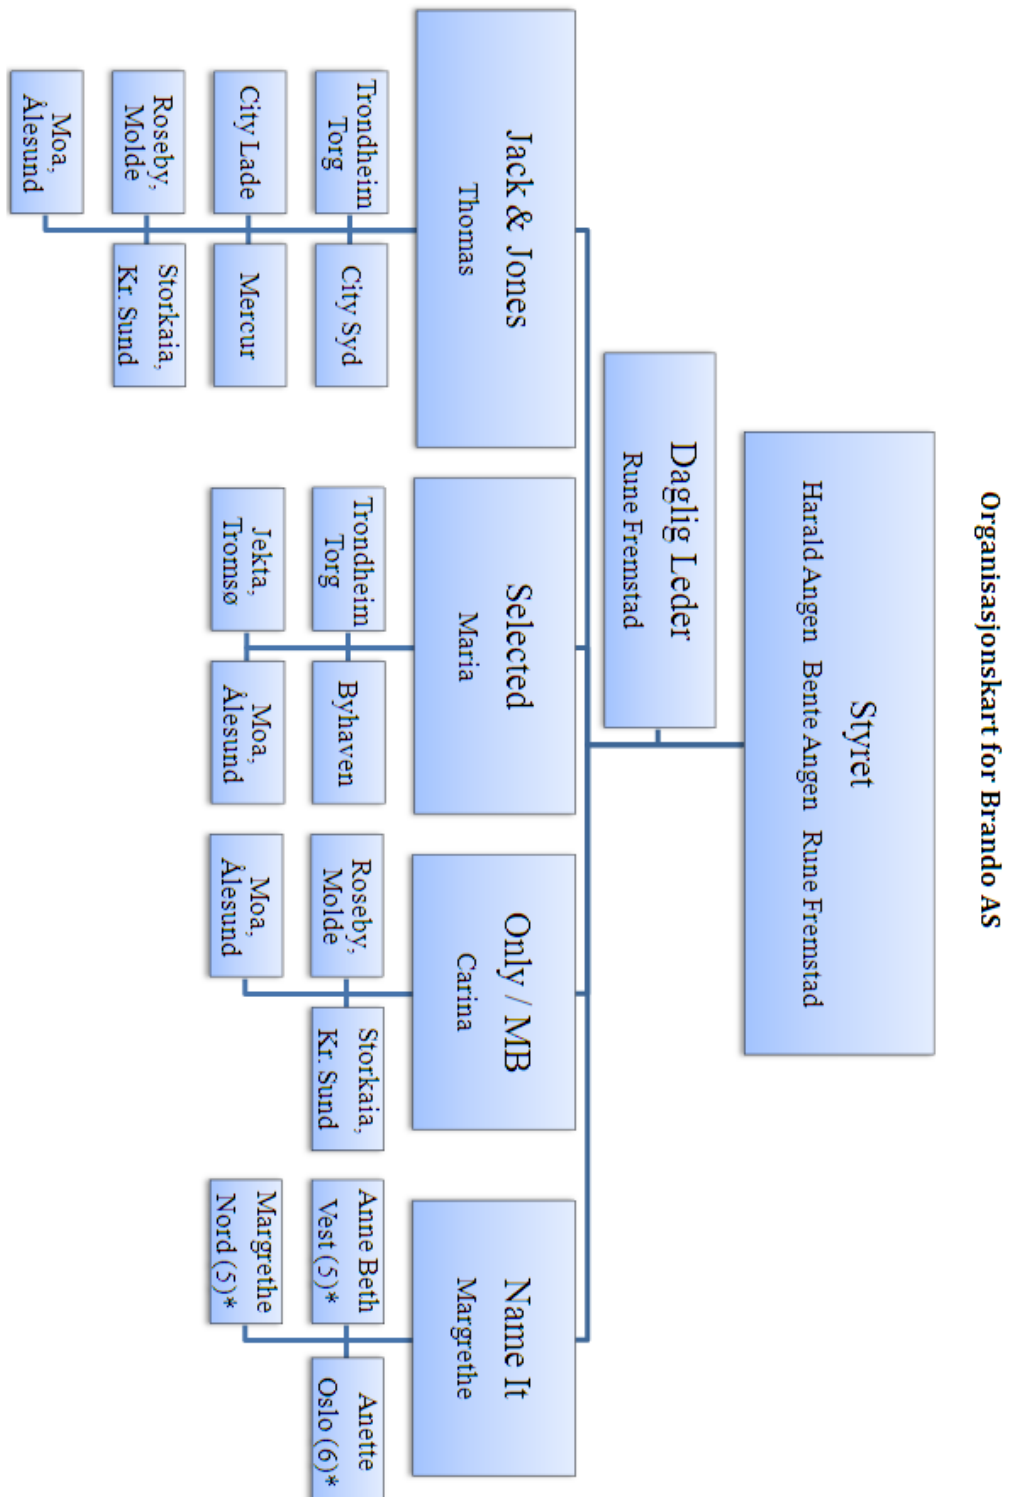 Organisasjonskart for Brando AS
Styret
Harald Angen Bente Angen Rune Fremstad
Daglig Leder
Rune Fremstad
Jack & Jones
Thomas
Trondheim
Torg
City Syd
City Lade
Mercur
Roseby,
Molde
Storkaia,
Kr. Sund
Moa,
Ålesund
Selected
Maria
Trondheim
Torg
Byhaven
Jekta,
Tromsø
Moa,
Ålesund
Only / MB
Carina
Roseby,
Molde
Storkaia,
Kr. Sund
Moa,
Ålesund
Name It
Margrethe
Anne Beth
Vest (5)*
Anette
Oslo (6)*
Margrethe
Nord (5)*